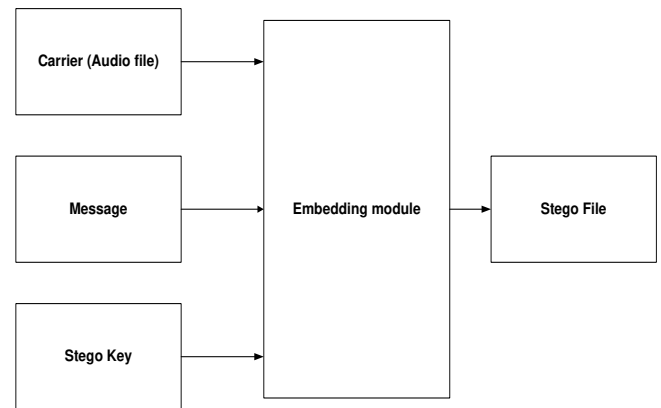 Carrier (Audio file)
Message
Embedding module
Stego File
Stego Key